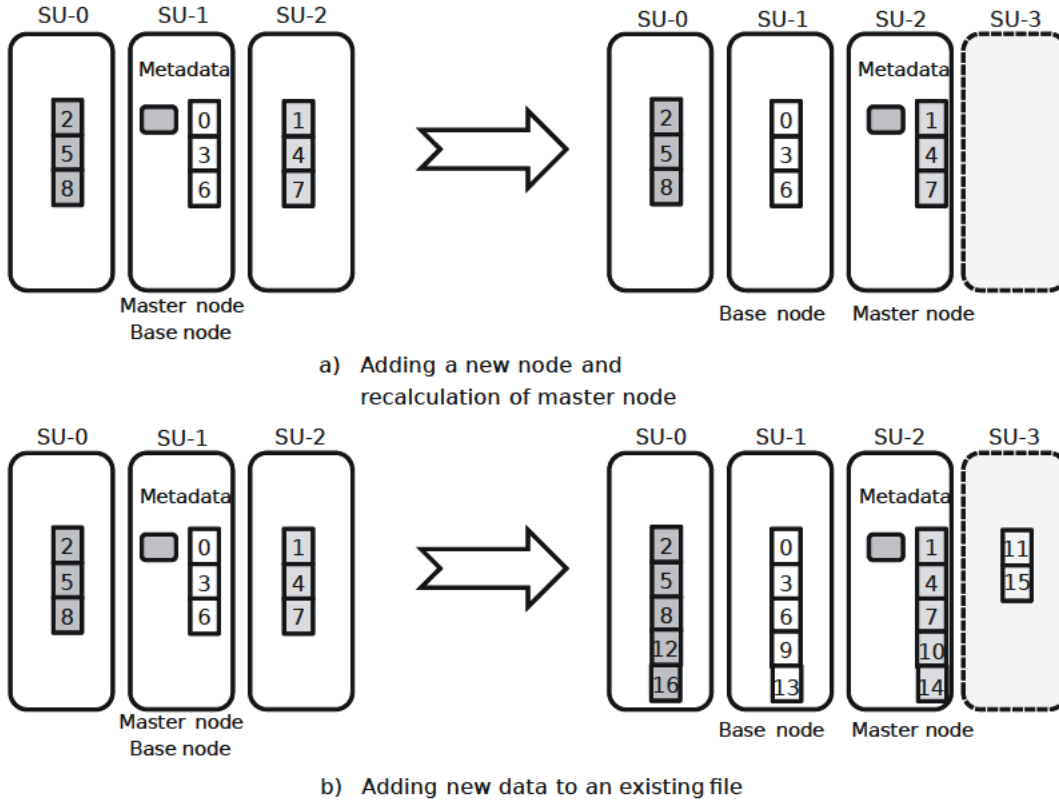 SU-0 SU-1 SU-2 SU-0 SU-1 SU-2 SU-3
Metadata Metadata
2 0 1 2 0 1
5 3 4 5 3 4
8 6 7 8 6 7
Master node Base node Master node
Base node
a) Adding a new node and
recalculation of master node
SU-0 SU-1 SU-2 SU-0 SU-1 SU-2 SU-3
Metadata Metadata
2 0 1 2 0 1 11
5 3 4 5 3 4 15
8 6 7 8 6 7
12 9 10
16 13 14
Master node Base node Master node
Base node
b) Adding new data to an existing file